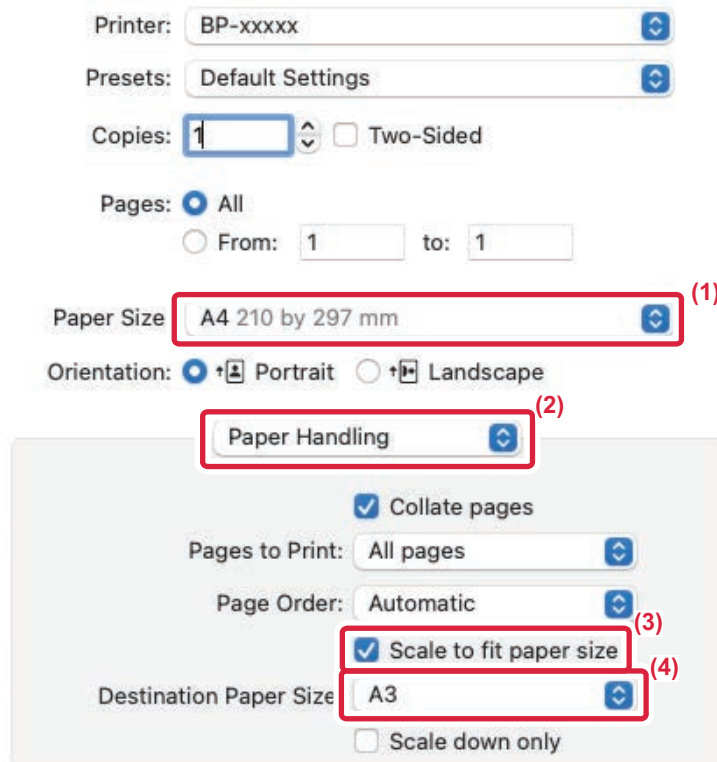 Printer: BP-xxxxx
Presets: Default Settings
Copies: 1 Two-Sided
Pages: All
From: 1 to: 1
(1)
Paper Size A4 210 by 297 mm
Orientation: Portrait Landscape
(2)
Paper Handling
Collate pages
Pages to Print: All pages
Page Order: Automatic
(3)
Scale to fit paper size
(4)
Destination Paper Size A3
Scale down only